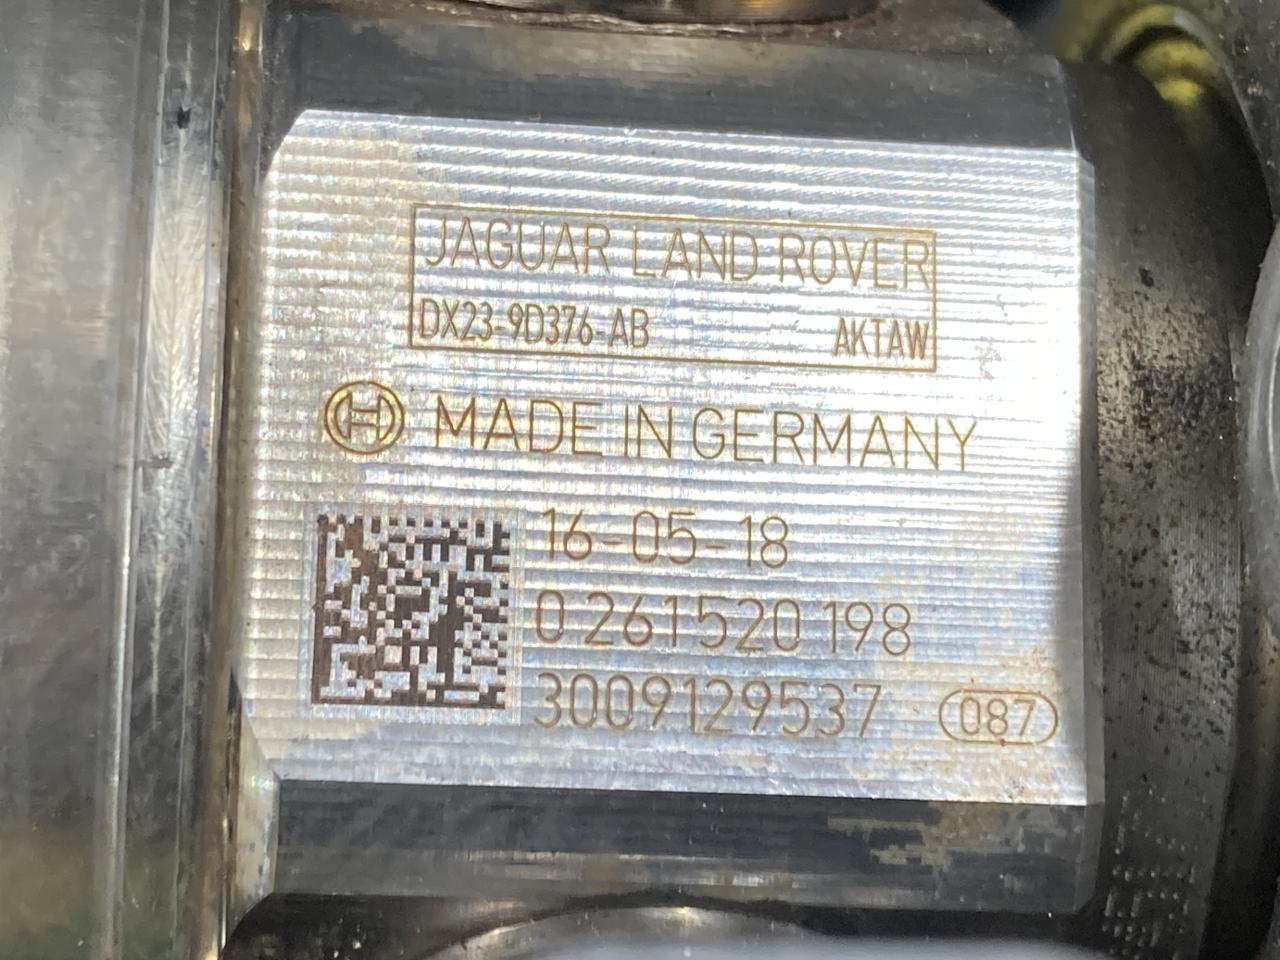 JAGUAR LAND ROVER
DX23-9D376-AB AKTAW
MADE IN GERMANY
16-05-18
0 261 520 198
3009129537 087